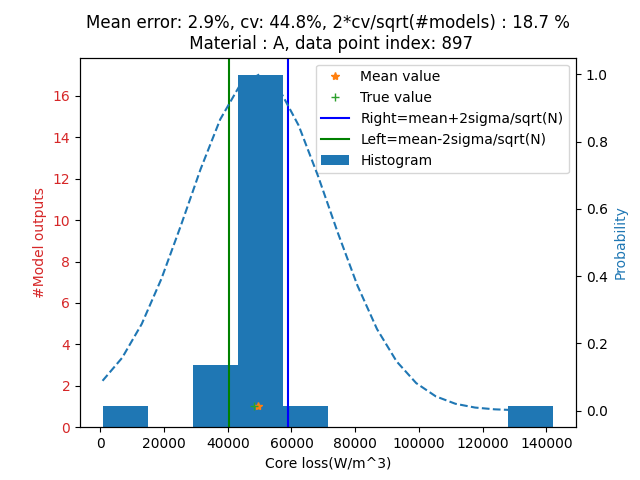 Mean error: 2.9%, cv: 44.8%, 2*cv/sqrt(#models) : 18.7 %
Material : A, data point index: 897
Mean value
True value
Right=mean+2sigma/sqrt(N)
Left=mean-2sigma/sqrt(N)
Histogram
#Model outputs
16
14
12
10
8
6
4
2
0
1.0
0.8
0.6
0.4
0.2
0.0
Probability
0 20000 40000 60000 80000 100000 120000 140000
Core loss(W/m^3)